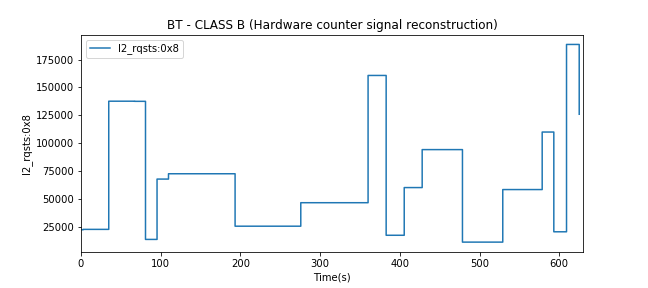 BT - CLASS B (Hardware counter signal reconstruction)
l2_rqsts:0x8
l2_rqsts:0x8
175000
150000
125000
100000
75000
50000
25000
0 100 200 300 400 500 600
Time(s)